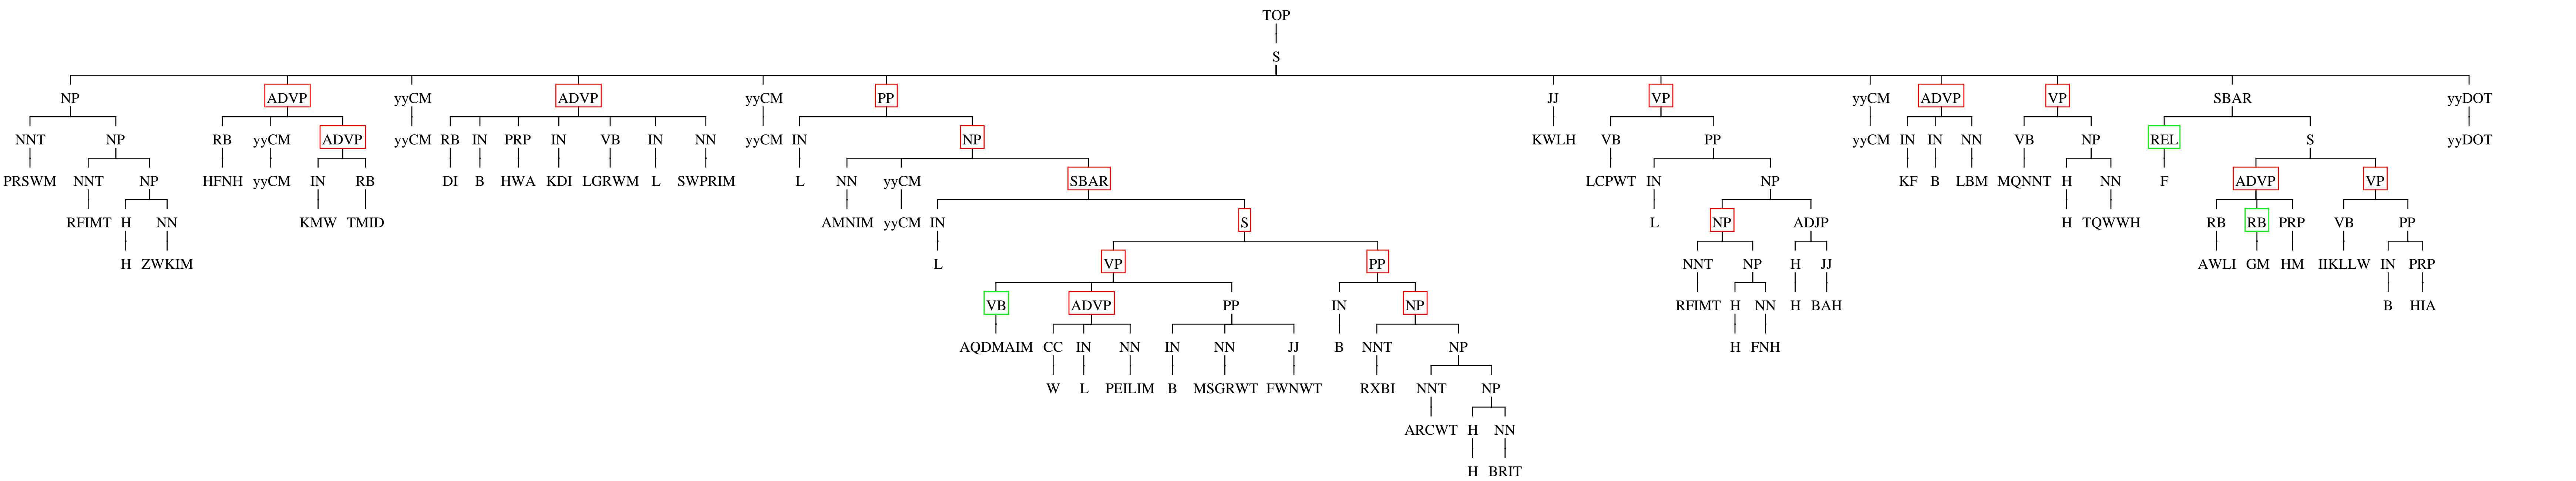 TOP
S
NP ADVP yyCM ADVP yyCM PP JJ VP yyCM ADVP VP SBAR yyDOT
NNT NP RB yyCM ADVP yyCM RB IN PRP IN VB IN NN yyCM IN NP KWLH VB PP yyCM IN IN NN VB NP REL S yyDOT
PRSWM NNT NP HFNH yyCM IN RB DI B HWA KDI LGRWM L SWPRIM L NN yyCM SBAR LCPWT IN NP KF B LBM MQNNT H NN F ADVP VP
RFIMT H NN KMW TMID AMNIM yyCM IN S L NP ADJP H TQWWH RB RB PRP VB PP
H ZWKIM L VP PP NNT NP H JJ AWLI GM HM IIKLLW IN PRP
VB ADVP PP IN NP RFIMT H NN H BAH B HIA
AQDMAIM CC IN NN IN NN JJ B NNT NP H FNH
W L PEILIM B MSGRWT FWNWT RXBI NNT NP
ARCWT H NN
H BRIT